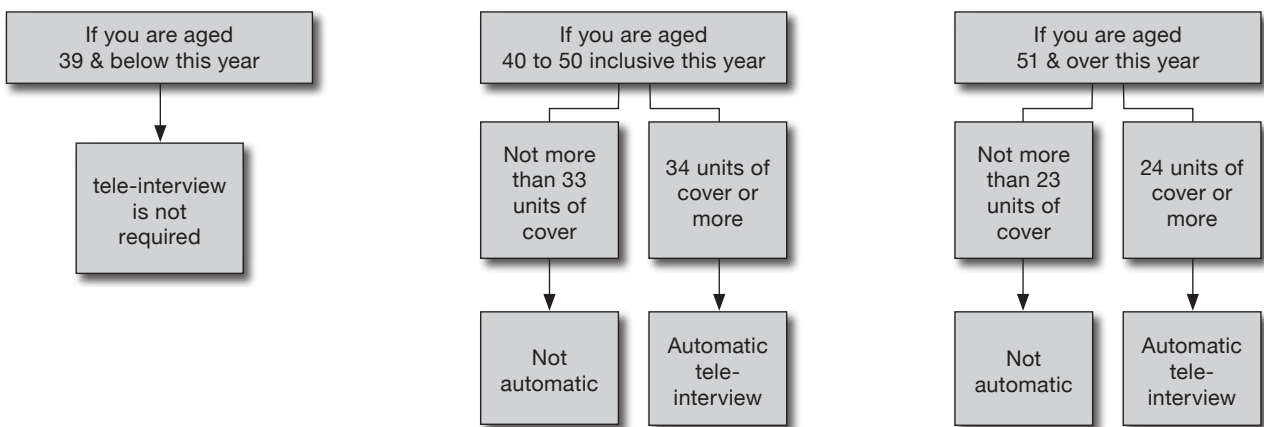 If you are aged
39 & below this year
tele-interview
is not
required
If you are aged
40 to 50 inclusive this year
Not more
than 33
units of
cover
34 units of
cover or
more
Not
automatic
Automatic
tele-
interview
If you are aged
51 & over this year
Not more
than 23
units of
cover
24 units of
cover or
more
Not
automatic
Automatic
tele-
interview